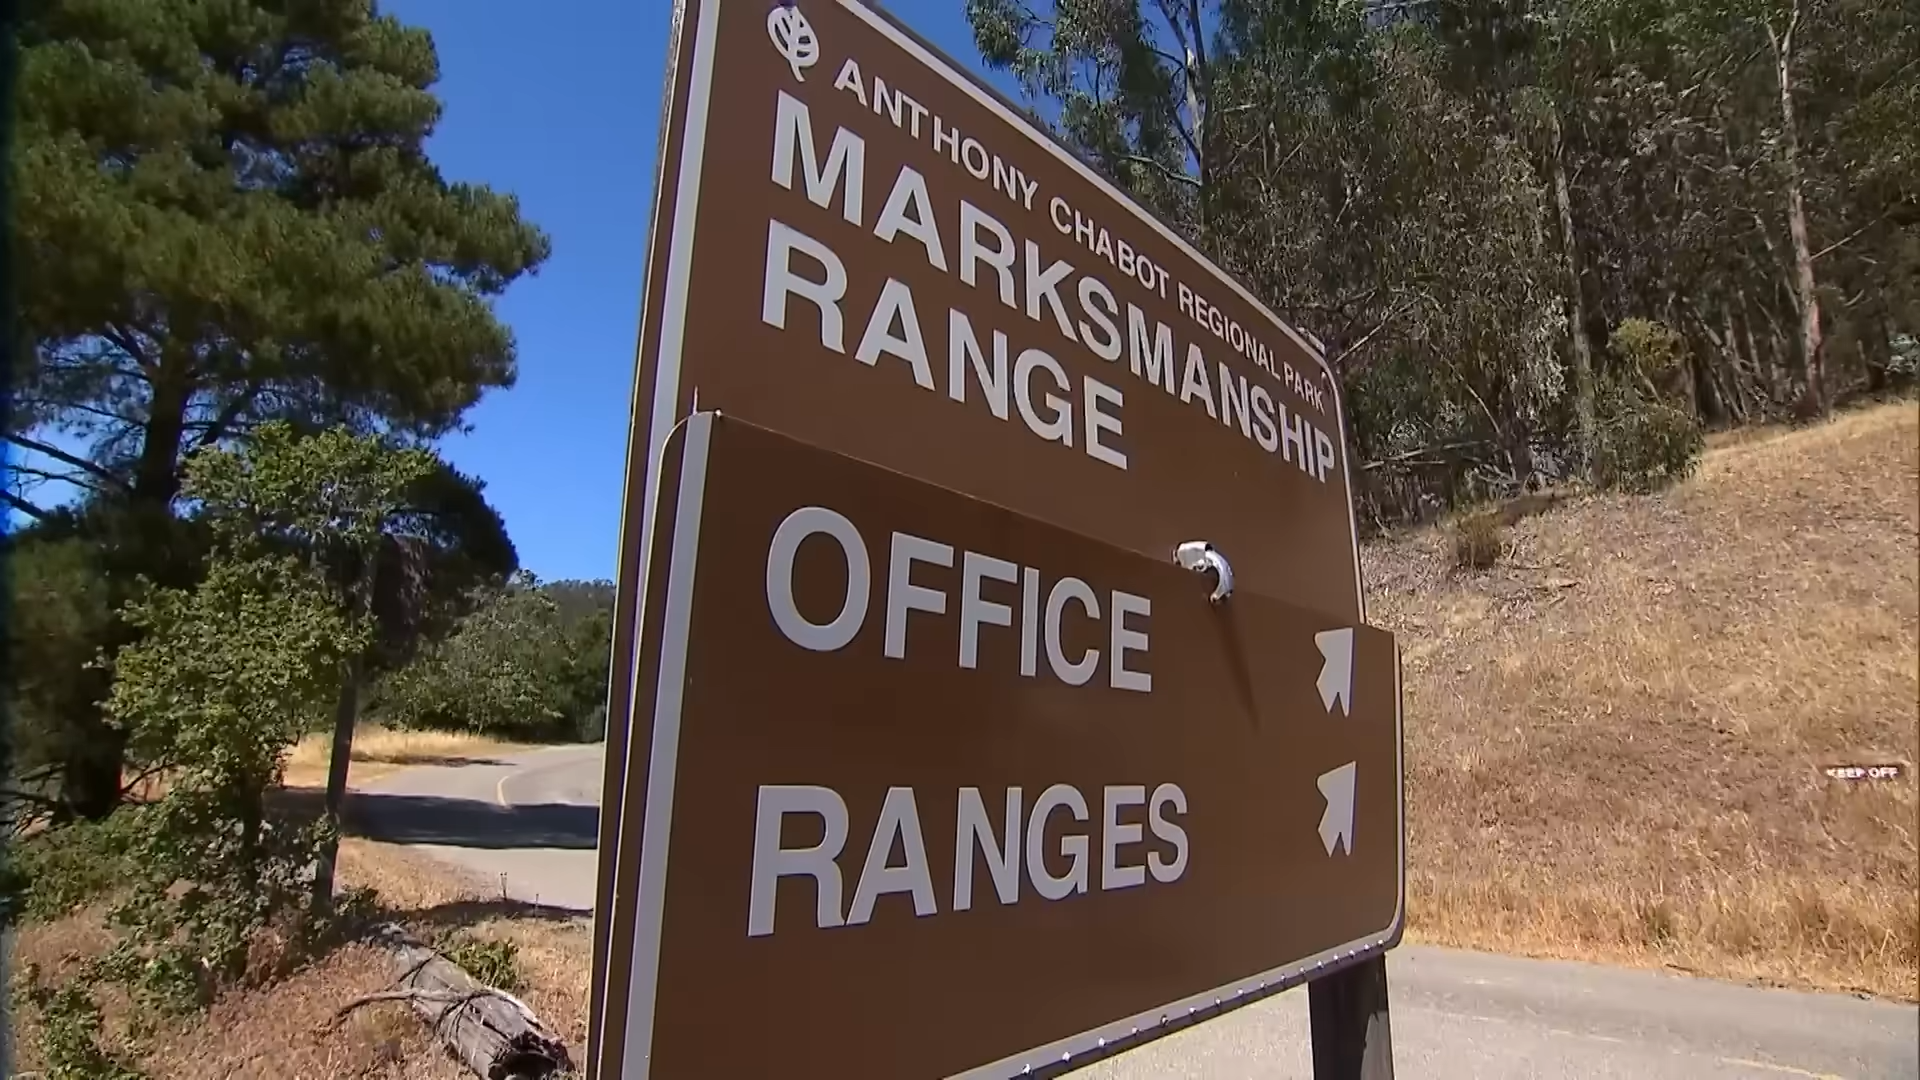 ANTHONY CHABOT REGIONAL PARK
MARKSMANSHIP
RANGE
OFFICE
RANGES
KEEP OFF